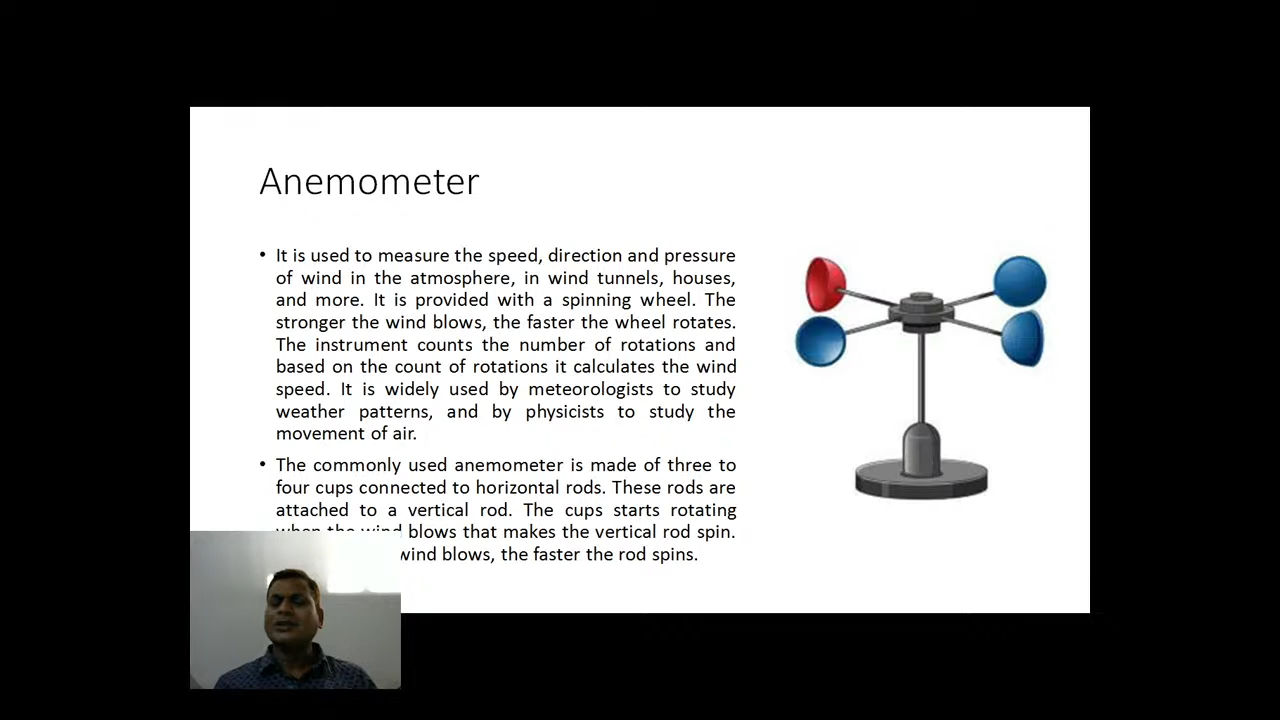 Anemometer
• It is used to measure the speed, direction and pressure
of wind in the atmosphere, in wind tunnels, houses,
and more. It is provided with a spinning wheel. The
stronger the wind blows, the faster the wheel rotates.
The instrument counts the number of rotations and
based on the count of rotations it calculates the wind
speed. It is widely used by meteorologists to study
weather patterns, and by physicists to study the
movement of air.
• The commonly used anemometer is made of three to
four cups connected to horizontal rods. These rods are
attached to a vertical rod. The cups starts rotating
when the wind blows that makes the vertical rod spin.
wind blows, the faster the rod spins.